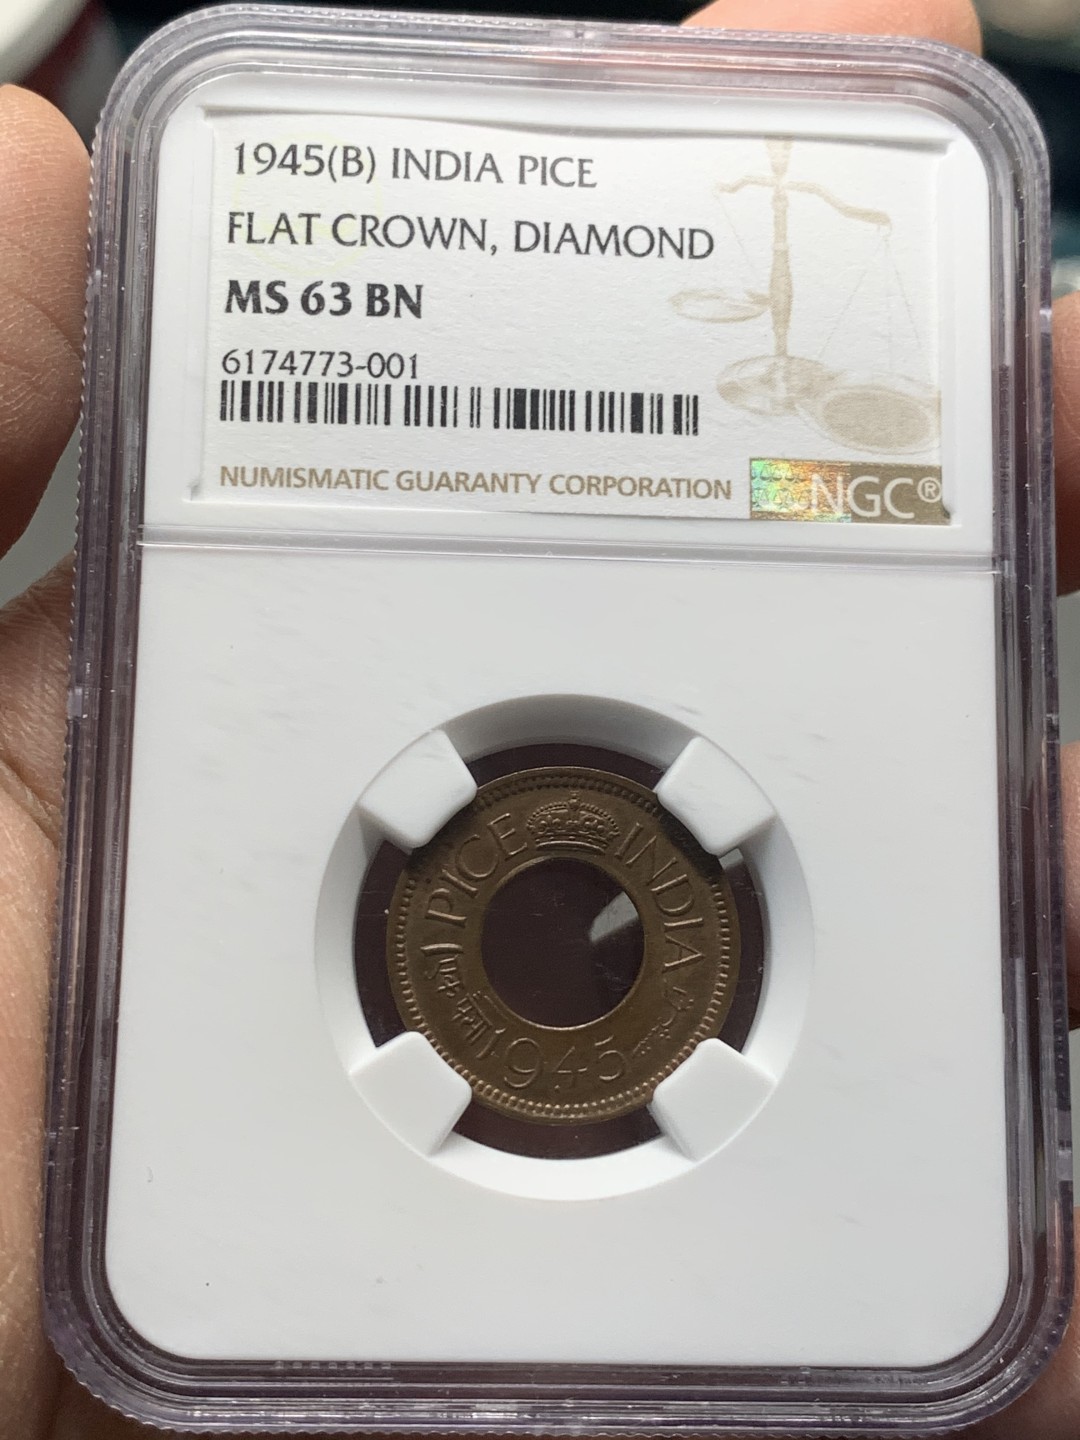 1945(B) INDIA PICE
FLAT CROWN, DIAMOND
MS 63 BN
6174773-001
NUMISMATIC GUARANTY CORPORATION
NGC®
1 PICE INDIA
एक पैसा 1945